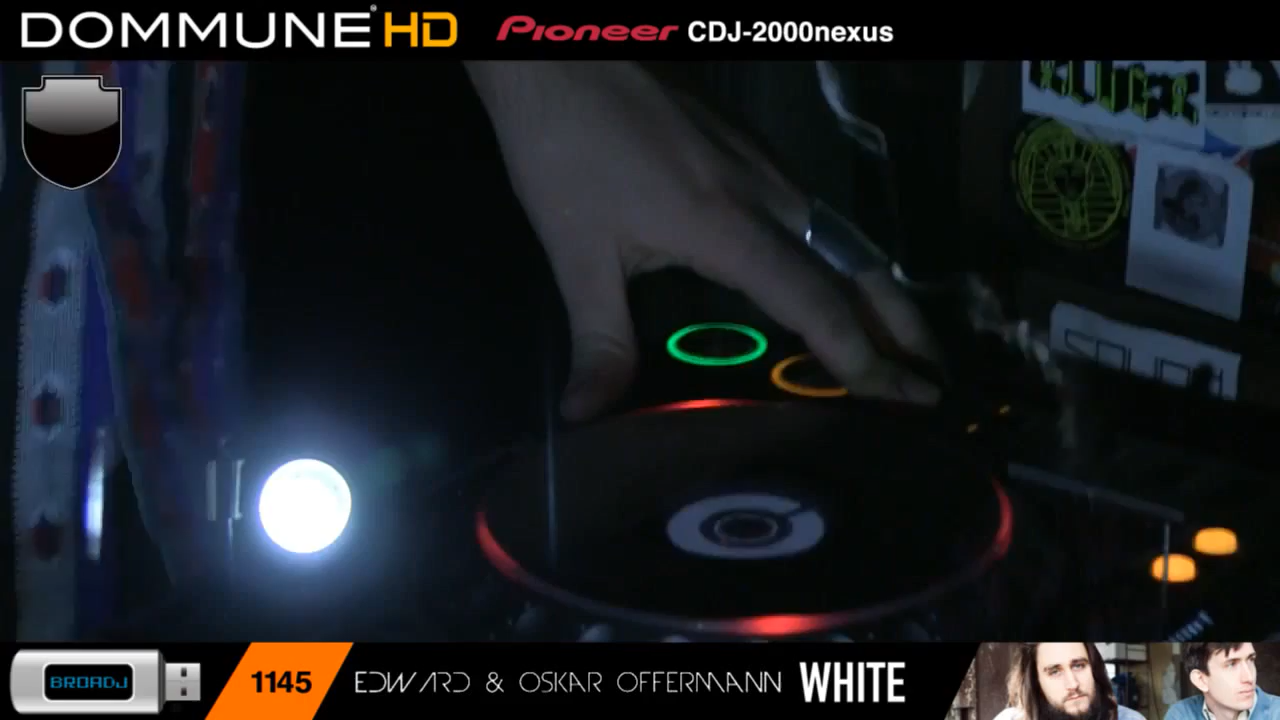 DOMMUNE HD Pioneer CDJ-2000nexus
BROADJ 1145 EDWARD & OSKAR OFFERMANN WHITE